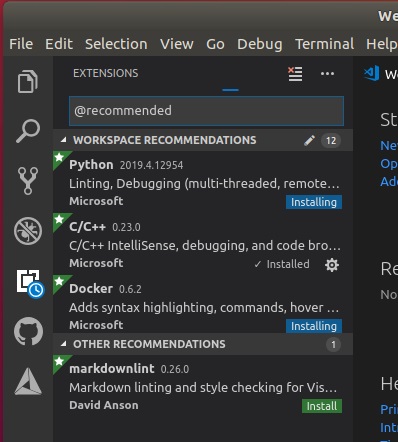 We
File Edit Selection View Go Debug Terminal Help
EXTENSIONS
We
@recommended
WORKSPACE RECOMMENDATIONS 12
Python 2019.4.12954
Linting, Debugging (multi-threaded, remote...
Microsoft Installing
C/C++ 0.23.0
C/C++ IntelliSense, debugging, and code bro...
Microsoft ✓ Installed
Docker 0.6.2
Adds syntax highlighting, commands, hover ...
Microsoft Installing
OTHER RECOMMENDATIONS 1
markdownlint 0.26.0
Markdown linting and style checking for Vis...
David Anson Install
St
Ne
Op
Ad
Re
No
He
Prin
Intr